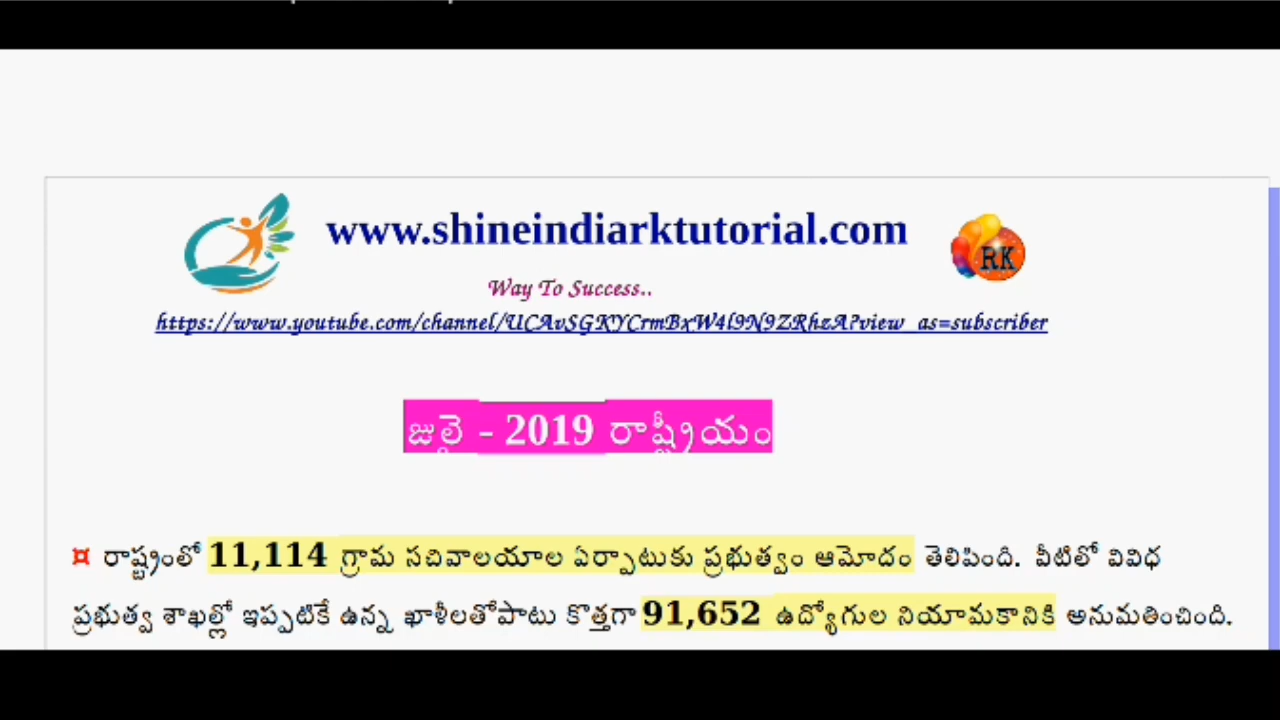 www.shineindiarktutorial.com
RK
Way To Success..
https://www.youtube.com/channel/UCAvSGKYCrmBxW4l9N9ZRhzA?view_as=subscriber
జులై - 2019 రాష్ట్రీయం
¤ రాష్ట్రంలో 11,114 గ్రామ సచివాలయాల ఏర్పాటుకు ప్రభుత్వం ఆమోదం తెలిపింది. వీటిలో వివిధ
ప్రభుత్వ శాఖల్లో ఇప్పటికే ఉన్న ఖాళీలతోపాటు కొత్తగా 91,652 ఉద్యోగుల నియామకానికి అనుమతించింది.